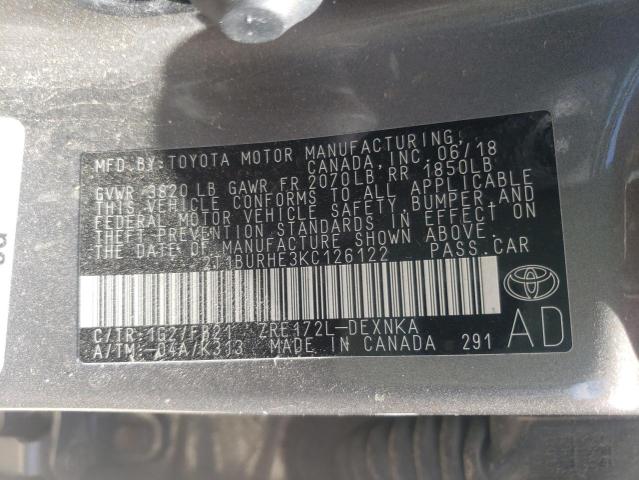 MFD.BY:TOYOTA MOTOR MANUFACTURING,
CANADA, INC. 06/18
GVWR 3820 LB GAWR FR 2070LB, RR 1850LB
THIS VEHICLE CONFORMS TO ALL APPLICABLE
FEDERAL MOTOR VEHICLE SAFETY, BUMPER, AND
THEFT PREVENTION STANDARDS IN EFFECT ON
THE DATE OF MANUFACTURE SHOWN ABOVE.
2T1BURHE3KC126122 PASS.CAR
C/TR: 1G2/FB21 ZRE172L-DEXNKA
A/TM: -04A/K313 MADE IN CANADA 291
AD